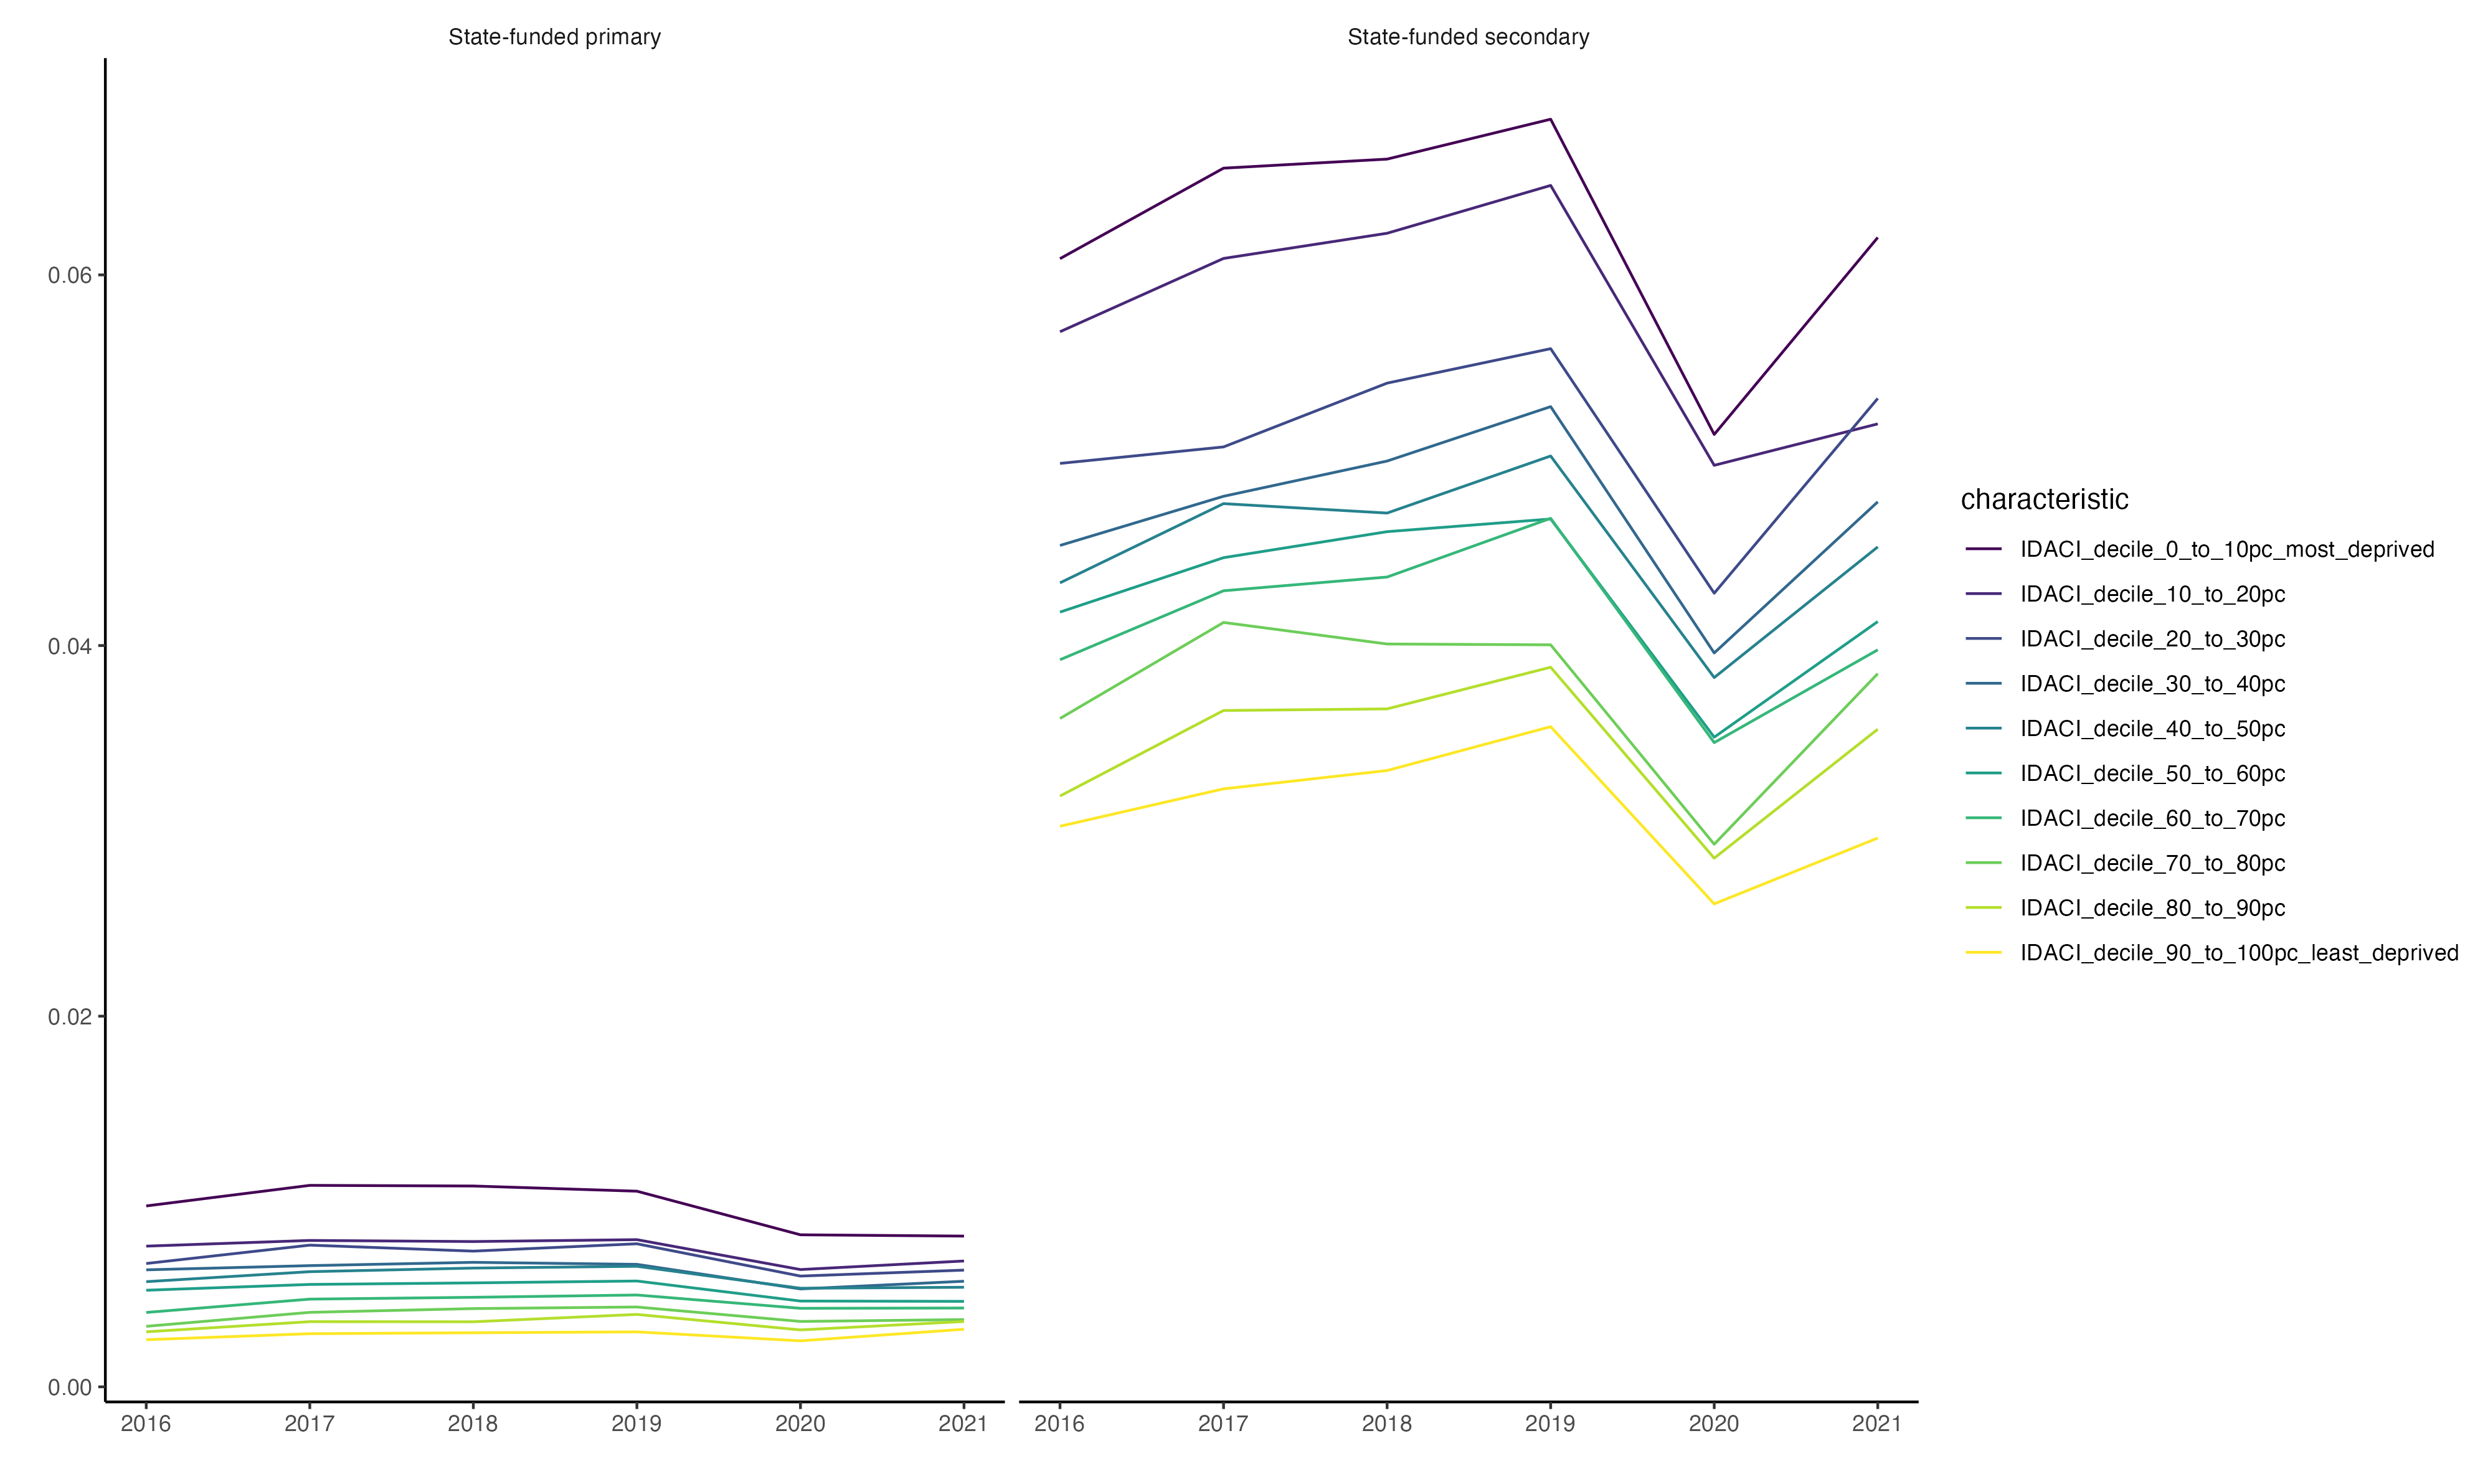 State-funded primary
State-funded secondary
0.06
0.04
0.02
0.00
2016 2017 2018 2019 2020 2021
2016 2017 2018 2019 2020 2021
characteristic
IDACI_decile_0_to_10pc_most_deprived
IDACI_decile_10_to_20pc
IDACI_decile_20_to_30pc
IDACI_decile_30_to_40pc
IDACI_decile_40_to_50pc
IDACI_decile_50_to_60pc
IDACI_decile_60_to_70pc
IDACI_decile_70_to_80pc
IDACI_decile_80_to_90pc
IDACI_decile_90_to_100pc_least_deprived